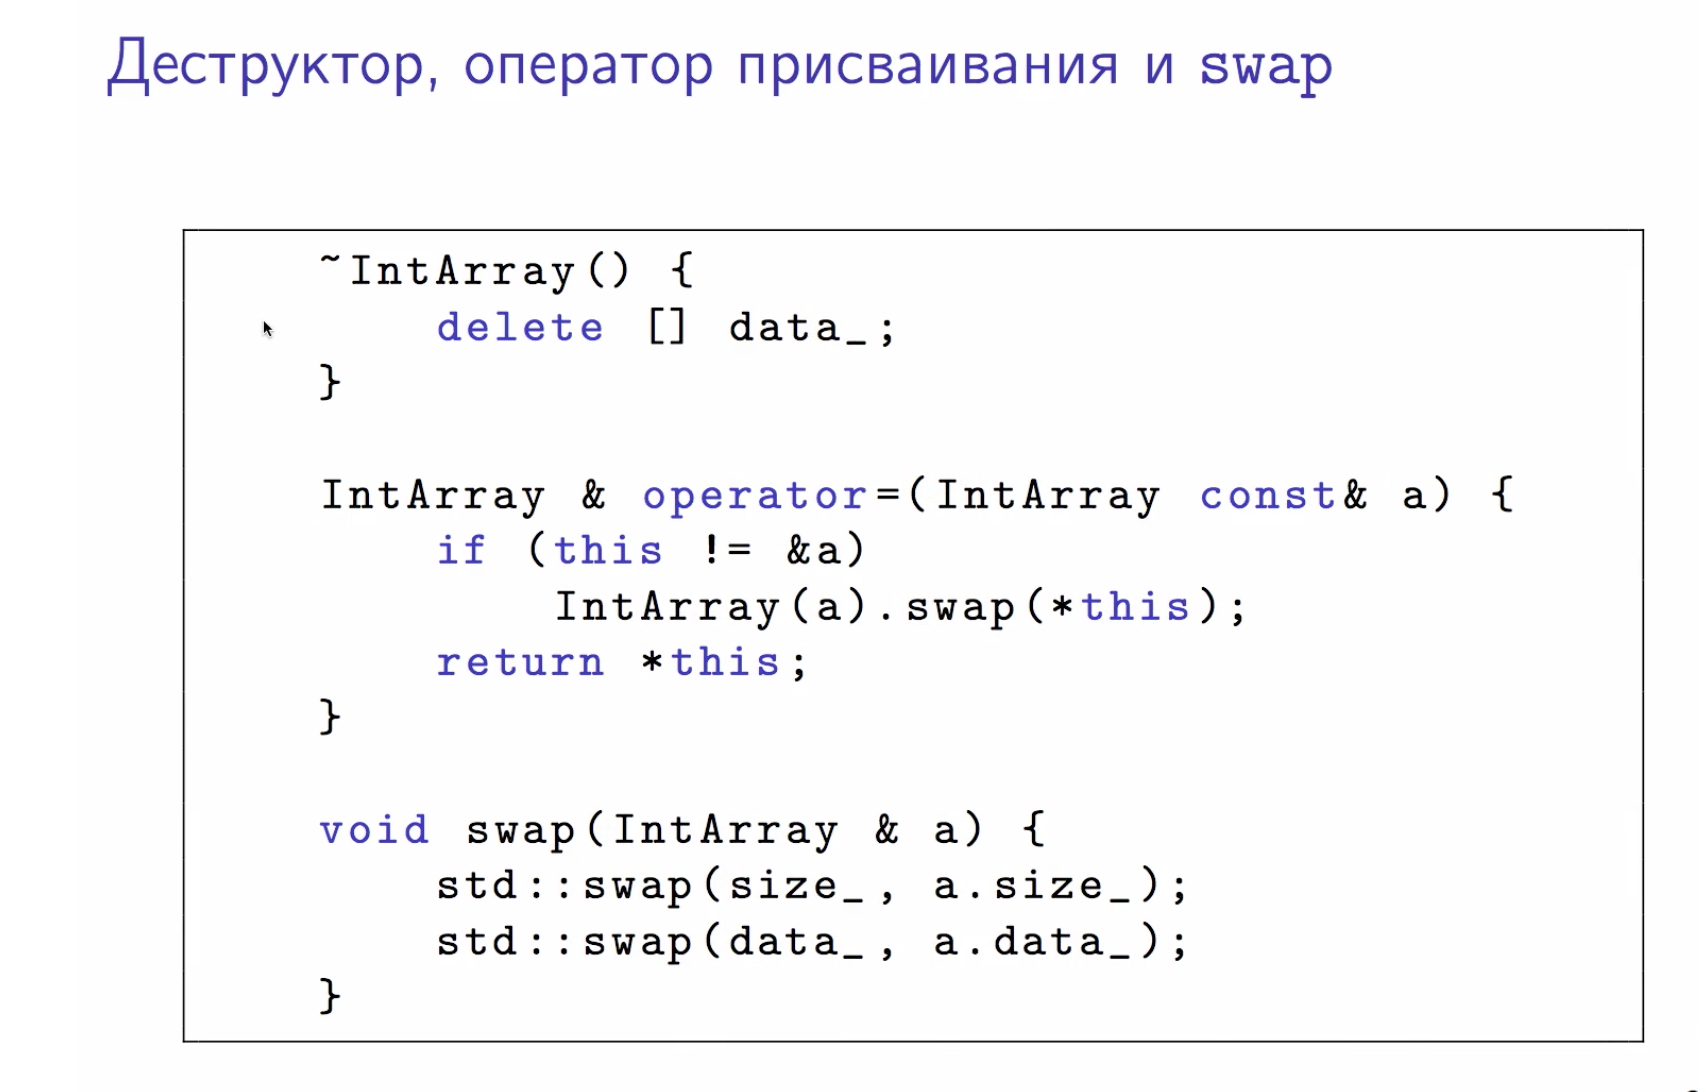 Деструктор, оператор присваивания и swap
~IntArray() {
delete [] data_;
}
IntArray & operator=(IntArray const& a) {
if (this != &a)
IntArray(a).swap(*this);
return *this;
}
void swap(IntArray & a) {
std::swap(size_, a.size_);
std::swap(data_, a.data_);
}